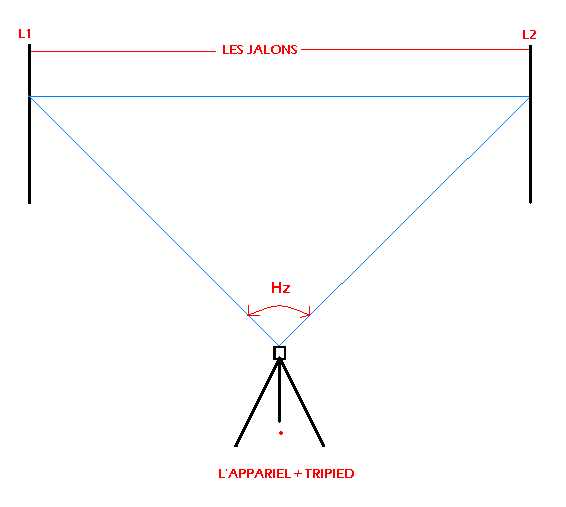 L1
L2
LES JALONS
Hz
L'APPARIEL + TRIPIED